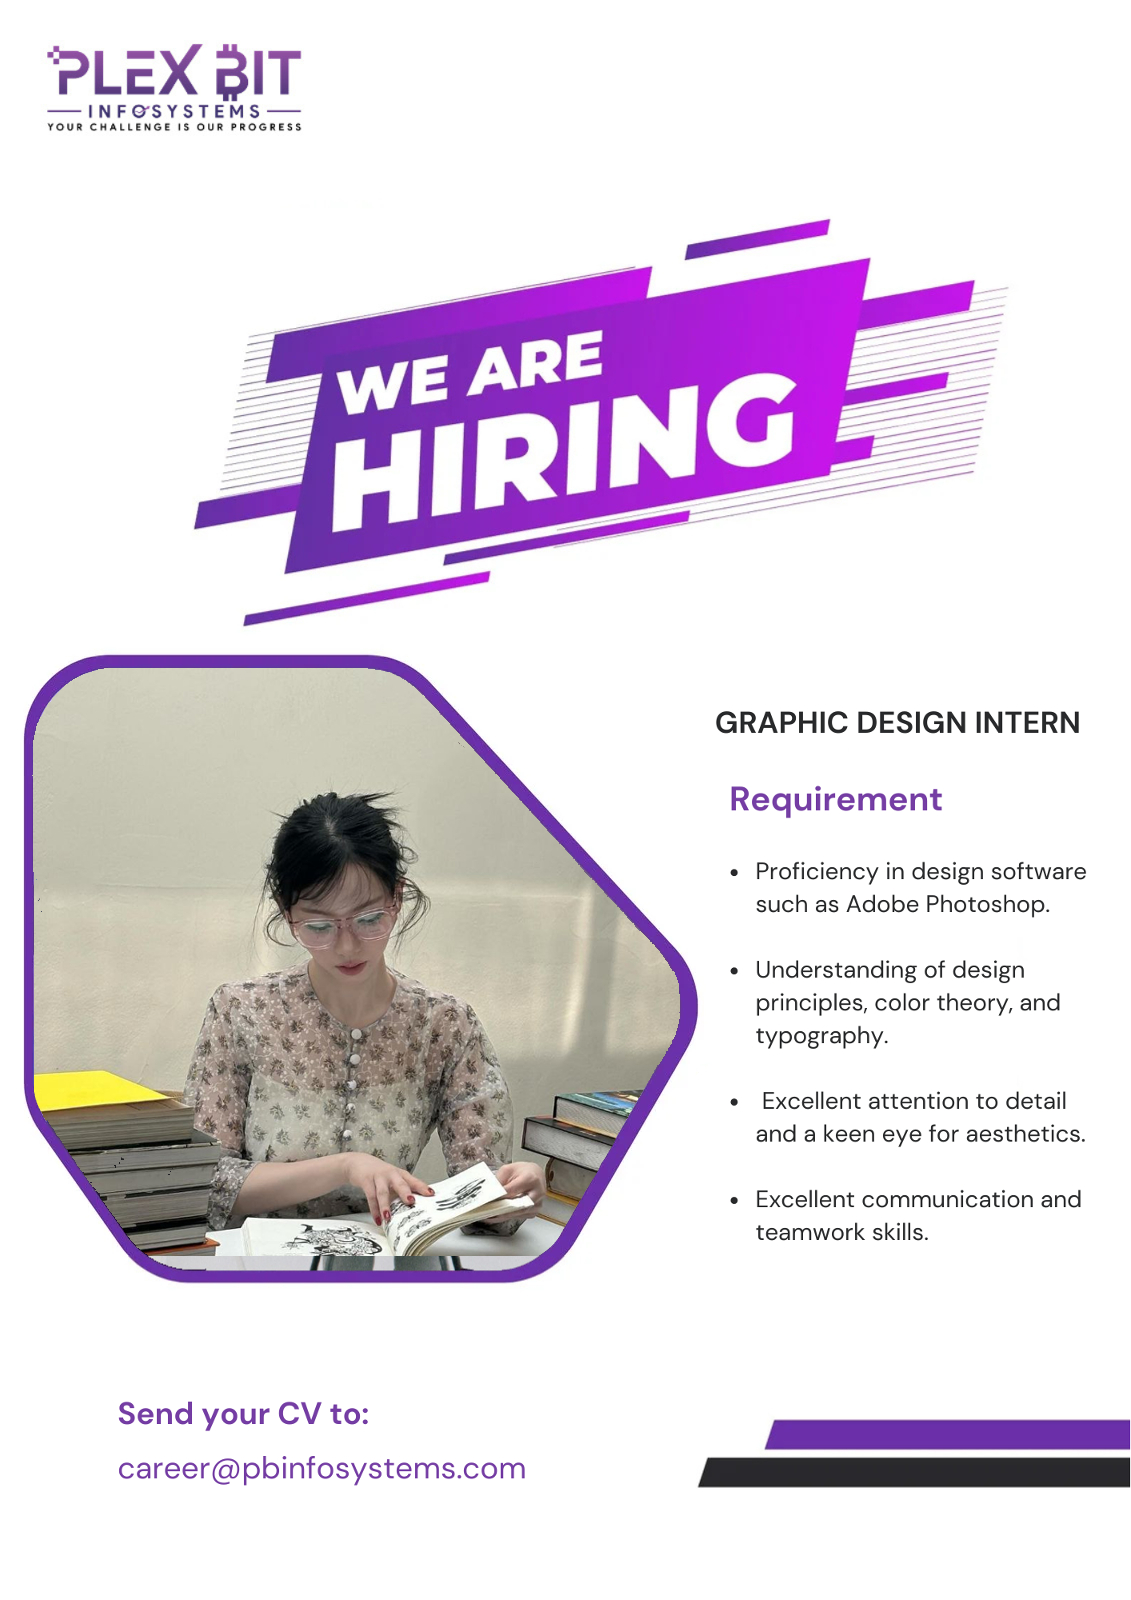 PLEX BIT
INFOSYSTEMS
YOUR CHALLENGE IS OUR PROGRESS
WE ARE
HIRING
GRAPHIC DESIGN INTERN
Requirement
• Proficiency in design software
such as Adobe Photoshop.
• Understanding of design
principles, color theory, and
typography.
• Excellent attention to detail
and a keen eye for aesthetics.
• Excellent communication and
teamwork skills.
Send your CV to:
career@pbinfosystems.com